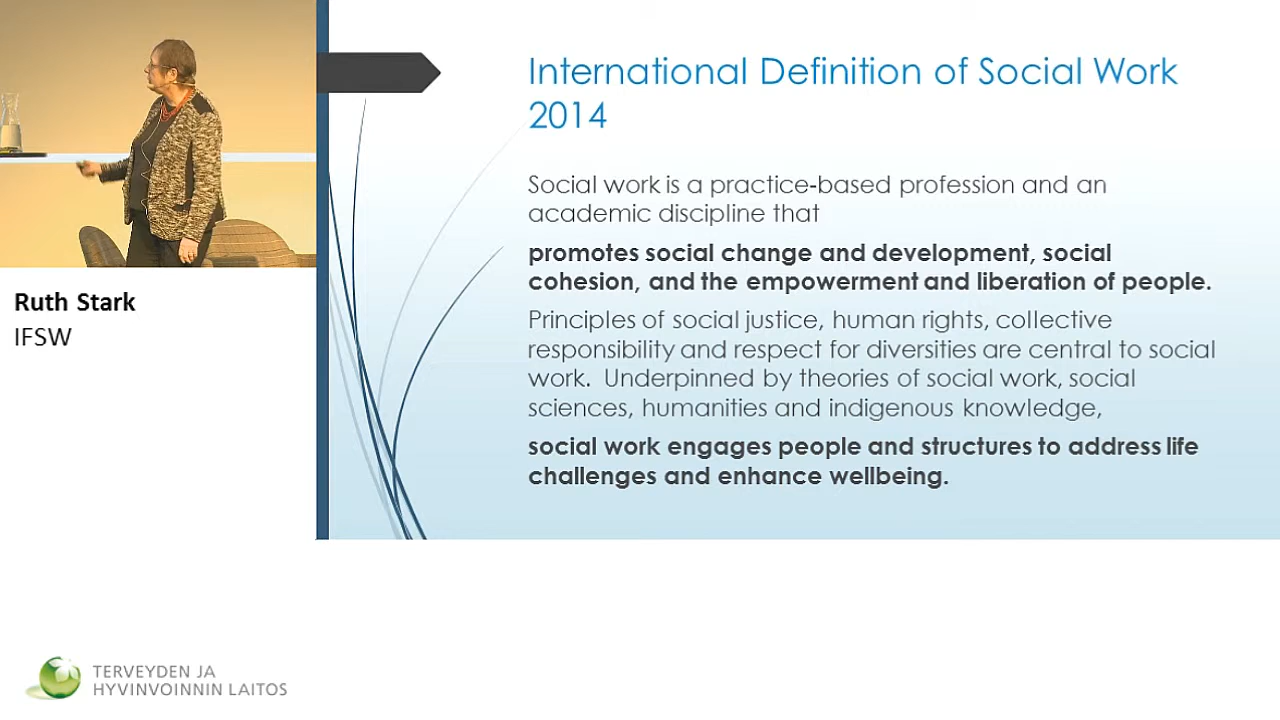 Ruth Stark
IFSW
International Definition of Social Work
2014
Social work is a practice-based profession and an
academic discipline that
promotes social change and development, social
cohesion, and the empowerment and liberation of people.
Principles of social justice, human rights, collective
responsibility and respect for diversities are central to social
work.  Underpinned by theories of social work, social
sciences, humanities and indigenous knowledge,
social work engages people and structures to address life
challenges and enhance wellbeing.
TERVEYDEN JA
HYVINVOINNIN LAITOS